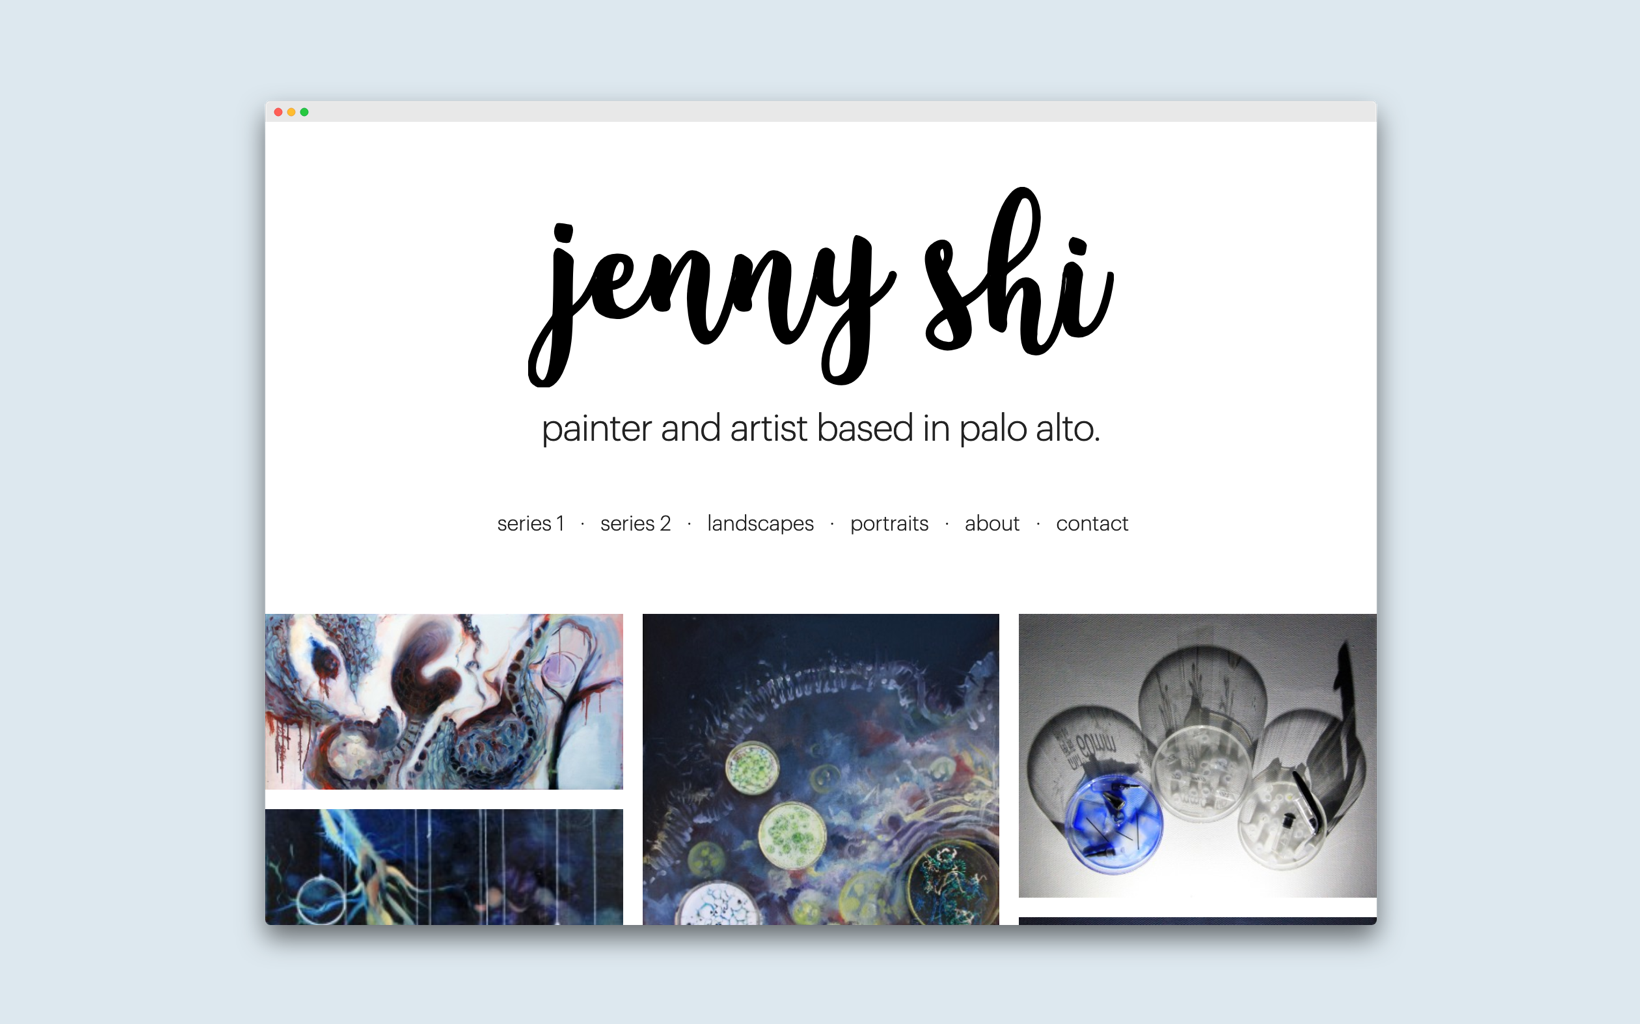 jenny shi
painter and artist based in palo alto.
series 1 · series 2 · landscapes · portraits · about · contact